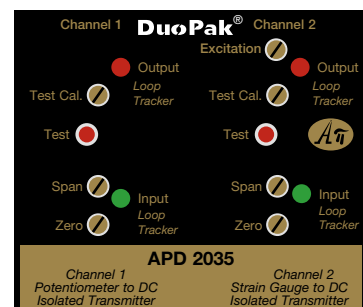 Channel 1 DuoPak® Channel 2
Excitation
Output Output
Test Cal. Loop Tracker Test Cal. Loop Tracker
Test Test
Span Span
Input Input
Loop Tracker Loop Tracker
Zero Zero
APD 2035
Channel 1 Channel 2
Potentiometer to DC Strain Gauge to DC
Isolated Transmitter Isolated Transmitter